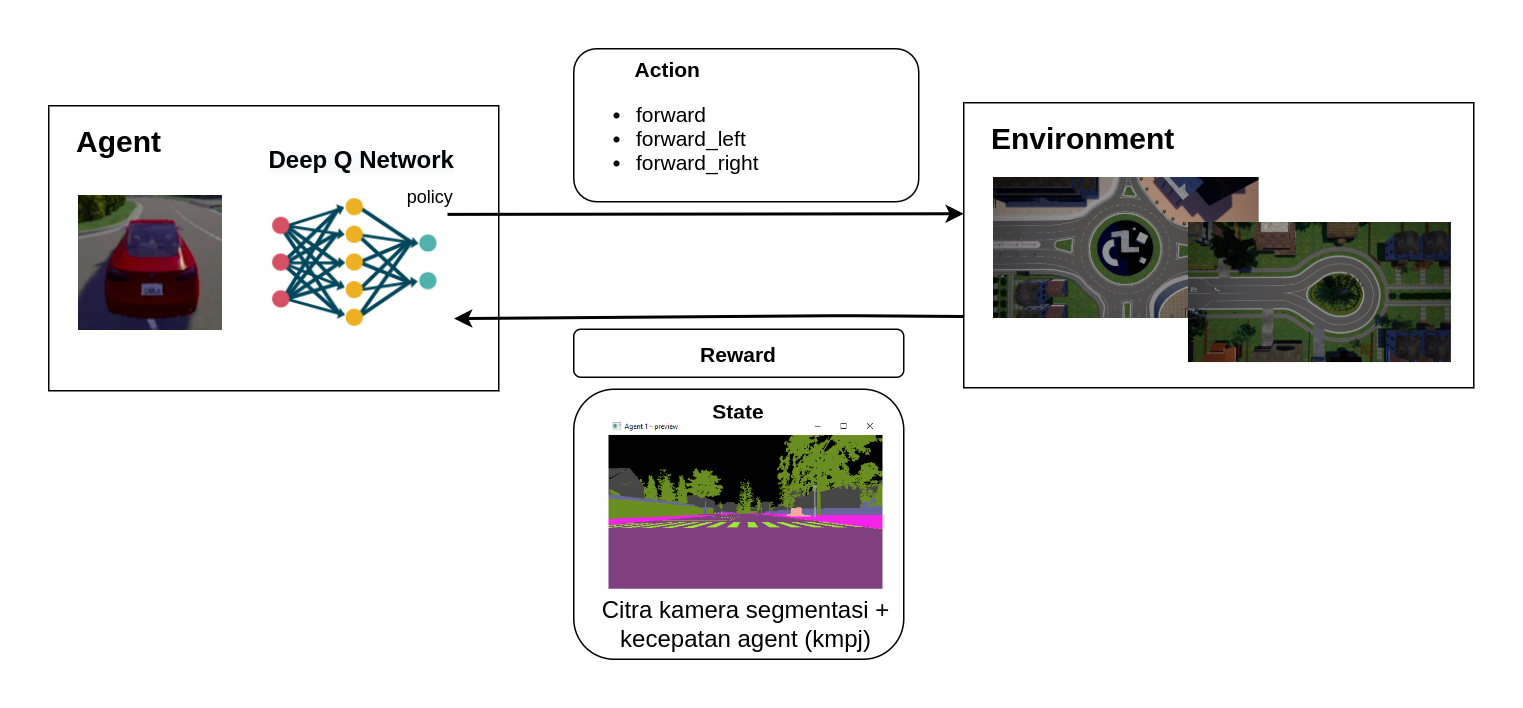 Agent
Deep Q Network
policy
Action
• forward
• forward_left
• forward_right
Environment
Reward
State
Agent 1 - preview
Citra kamera segmentasi +
kecepatan agent (kmpj)